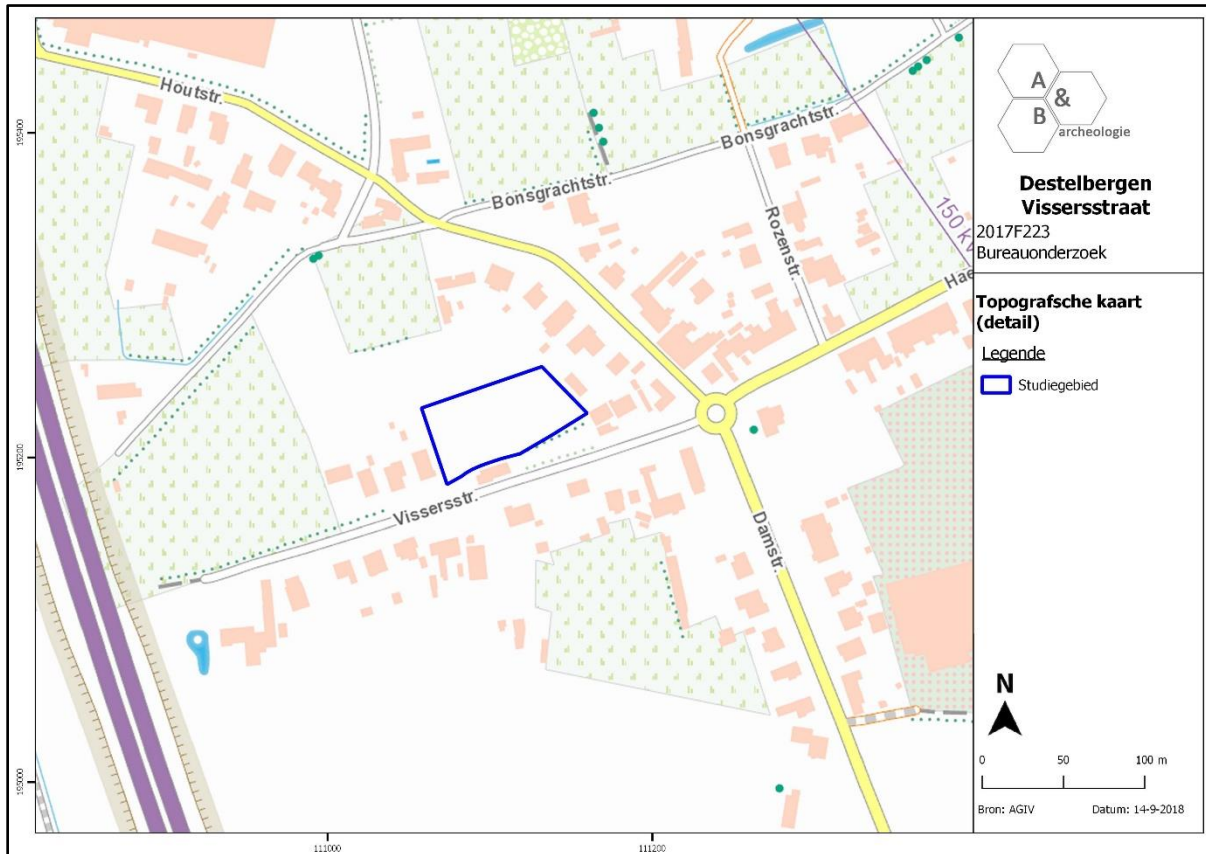 Houtstr.
Bonsgrachtstr.
Bonsgrachtstr.
Rozenstr.
150 kV
Hae
Vissersstr.
Damstr.
195400
195200
195000
111000
111200
A
&
B
archeologie
Destelbergen
Vissersstraat
2017F223
Bureauonderzoek
Topografsche kaart
(detail)
Legende
Studiegebied
N
0 50 100 m
Bron: AGIV Datum: 14-9-2018